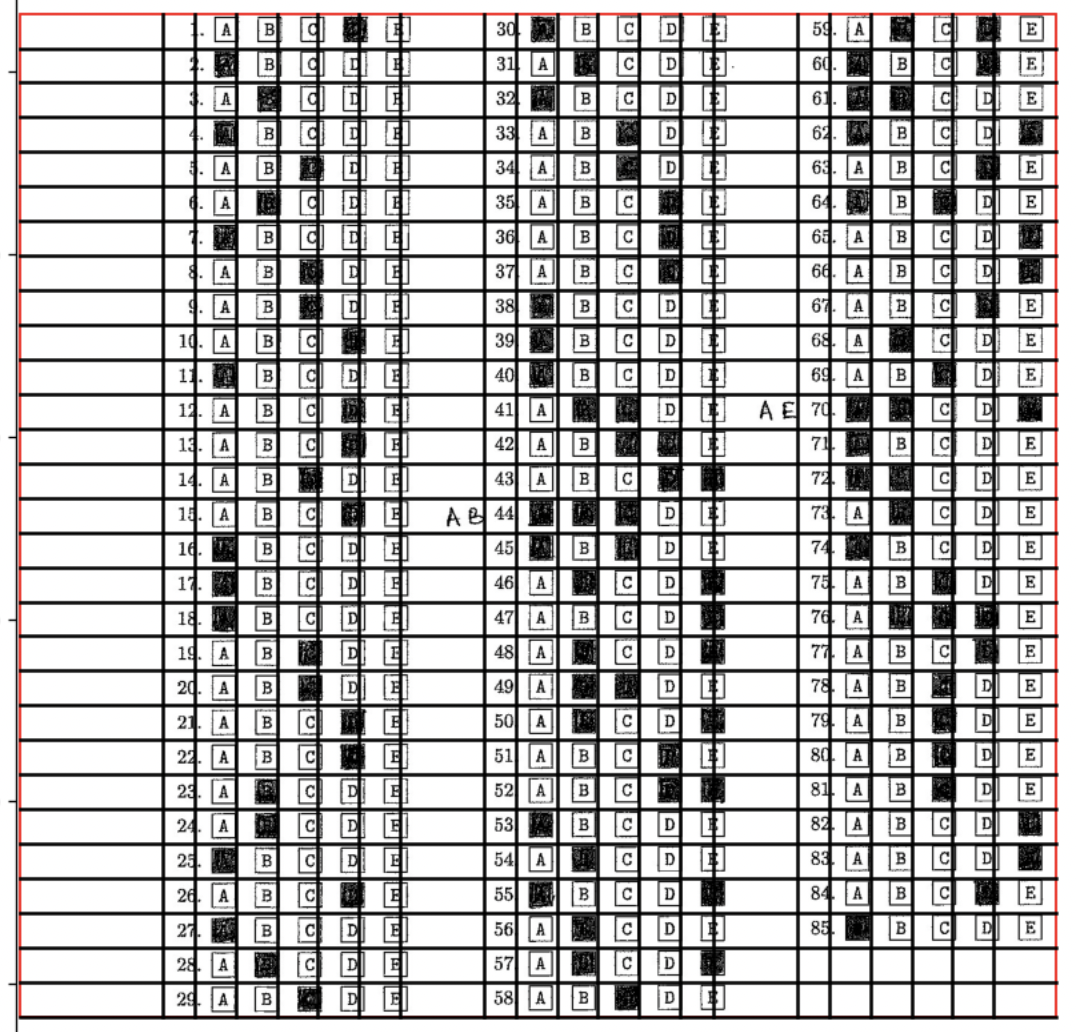 1. A B C E
2. B C D E
3. A C D E
4. B C D E
5. A B D E
6. A C D E
7. B C D E
8. A B D E
9. A B D E
10. A B C E
11. B C D E
12. A B C E
13. A B C E
14. A B D E
15. A B C E
16. B C D E
17. B C D E
18. B C D E
19. A B D E
20. A B D E
21. A B C E
22. A B C E
23. A C D E
24. A C D E
25. B C D E
26. A B C E
27. B C D E
28. A C D E
29. A B D E
30. B C D E
31. A C D E
32. B C D E
33. A B D E
34. A B D E
35. A B C E
36. A B C E
37. A B C E
38. B C D E
39. B C D E
40. B C D E
41. A D E
42. A B E
43. A B C
AB 44. D E
45. B D E
46. A C D
47. A B C D
48. A C D
49. A D E
50. A C D
51. A B C E
52. A B C
53. B C D E
54. A C D E
55. B C D
56. A C D E
57. A C D
58. A B D E
59. A C E
60. B C E
61. C D E
62. B C D
63. A B C E
64. B D E
65. A B C D
66. A B C D
67. A B C E
68. A C D E
69. A B D E
AE 70. C D
71. B C D E
72. C D E
73. A C D E
74. B C D E
75. A B D E
76. A E
77. A B C E
78. A B D E
79. A B D E
80. A B D E
81. A B D E
82. A B C D
83. A B C D
84. A B C E
85. B C D E